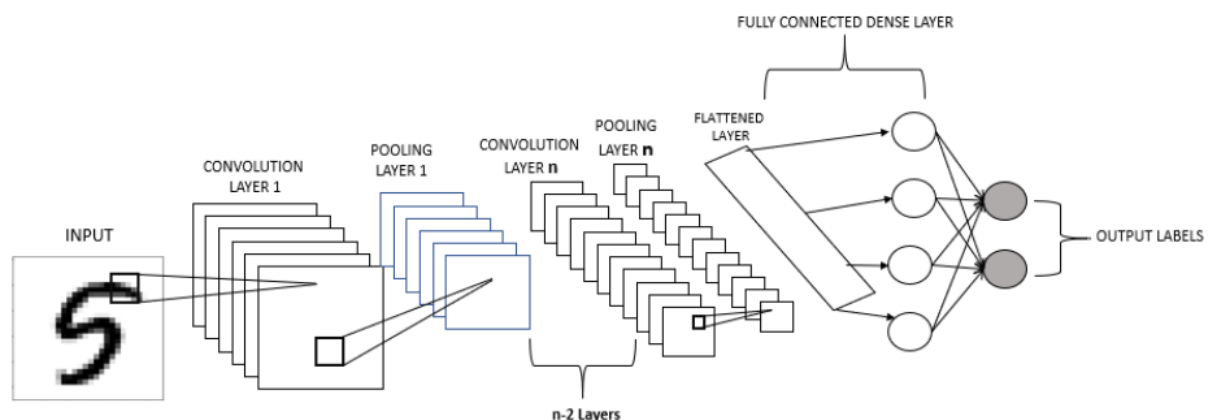 FULLY CONNECTED DENSE LAYER
FLATTENED
LAYER
POOLING
LAYER n
CONVOLUTION
LAYER n
POOLING
LAYER 1
CONVOLUTION
LAYER 1
INPUT
5
OUTPUT LABELS
n-2 Layers